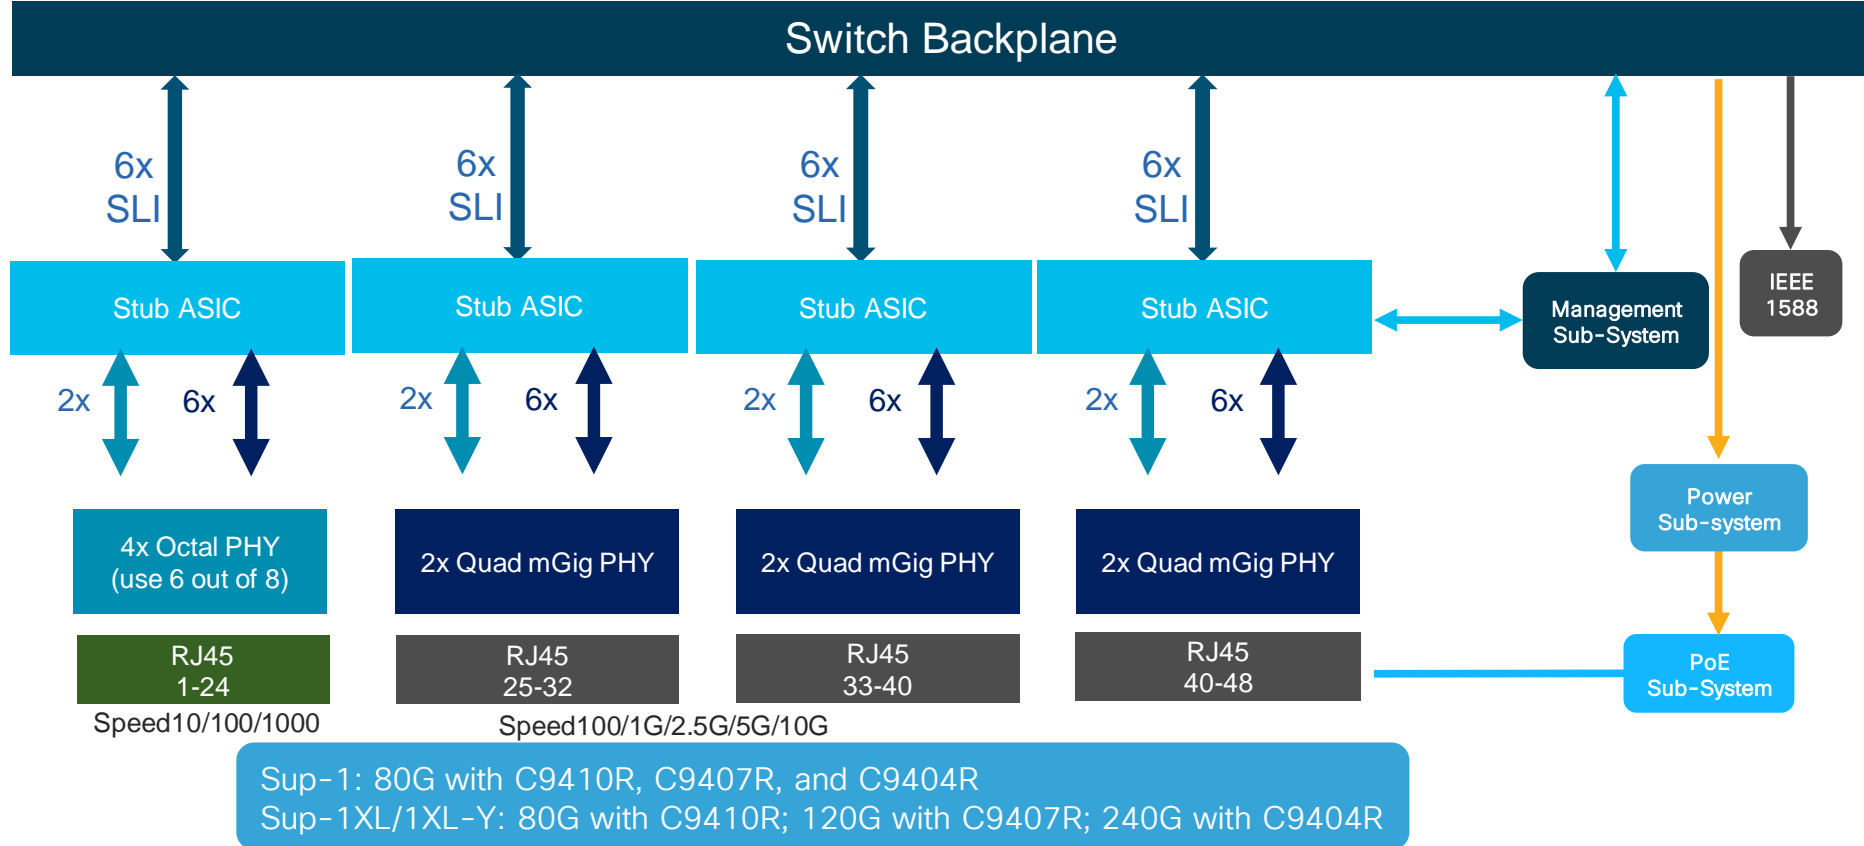 Switch Backplane
6x
SLI
6x
SLI
6x
SLI
6x
SLI
Stub ASIC
Stub ASIC
Stub ASIC
Stub ASIC
Management
Sub-System
IEEE
1588
2x
6x
2x
6x
2x
6x
2x
6x
Power
Sub-system
4x Octal PHY
(use 6 out of 8)
2x Quad mGig PHY
2x Quad mGig PHY
2x Quad mGig PHY
RJ45
1-24
RJ45
25-32
RJ45
33-40
RJ45
40-48
PoE
Sub-System
Speed10/100/1000
Speed100/1G/2.5G/5G/10G
Sup-1: 80G with C9410R, C9407R, and C9404R
Sup-1XL/1XL-Y: 80G with C9410R; 120G with C9407R; 240G with C9404R